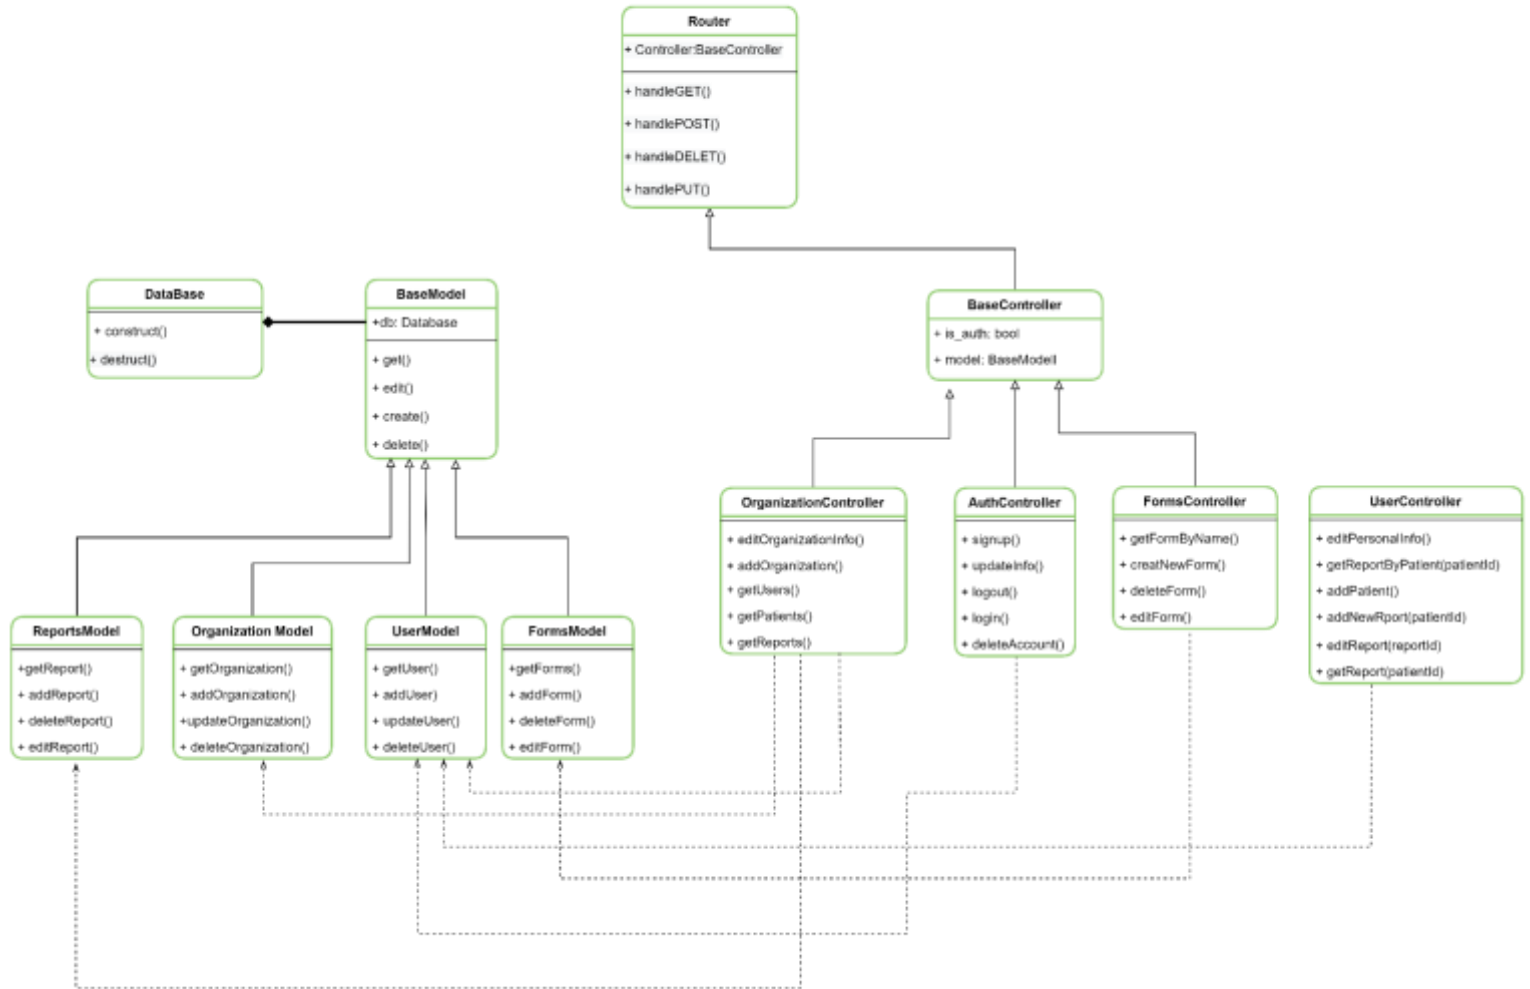 Router
+ Controller:BaseController
+ handleGET()
+ handlePOST()
+ handleDELET()
+ handlePUT()
DataBase
+ construct()
+ destruct()
BaseModel
+db: Database
+ get()
+ edit()
+ create()
+ delete()
BaseController
+ is_auth: bool
+ model: BaseModell
OrganizationController
+ editOrganizationInfo()
+ addOrganization()
+ getUsers()
+ getPatients()
+ getReports()
AuthController
+ signup()
+ updateInfo()
+ logout()
+ login()
+ deleteAccount()
FormsController
+ getFormByName()
+ creatNewForm()
+ deleteForm()
+ editForm()
UserController
+ editPersonalInfo()
+ getReportByPatient(patientId)
+ addPatient()
+ addNewRport(patientId)
+ editReport(reportId)
+ getReport(patientId)
ReportsModel
+getReport()
+ addReport()
+ deleteReport()
+ editReport()
Organization Model
+ getOrganization()
+ addOrganization()
+updateOrganization()
+ deleteOrganization()
UserModel
+ getUser()
+ addUser)
+ updateUser()
+ deleteUser()
FormsModel
+getForms()
+ addForm()
+ deleteForm()
+ editForm()